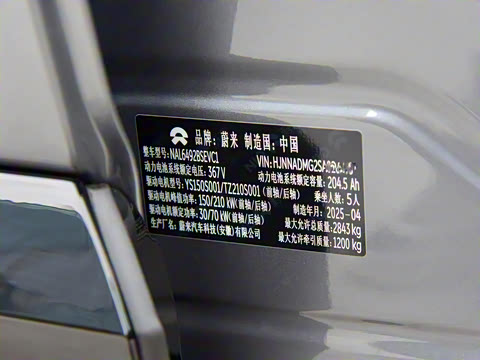 品牌: 蔚来 制造国: 中国
整车型号: NAL6492BSEVC1 VIN: HJNNADMG2S
动力电池系统额定电压: 367 V 动力电池系统额定容量: 204.5 Ah
驱动电机型号: YS150S001/TZ210S001 (前轴/后轴) 乘坐人数: 5人
驱动电机峰值功率: 150/210 kW (前轴/后轴) 制造年月: 2025-04
驱动电机额定功率: 30/70 kW (前轴/后轴) 最大允许总质量: 2843 kg
生产厂名: 蔚来汽车科技(安徽)有限公司 最大允许牵引质量: 1200 kg